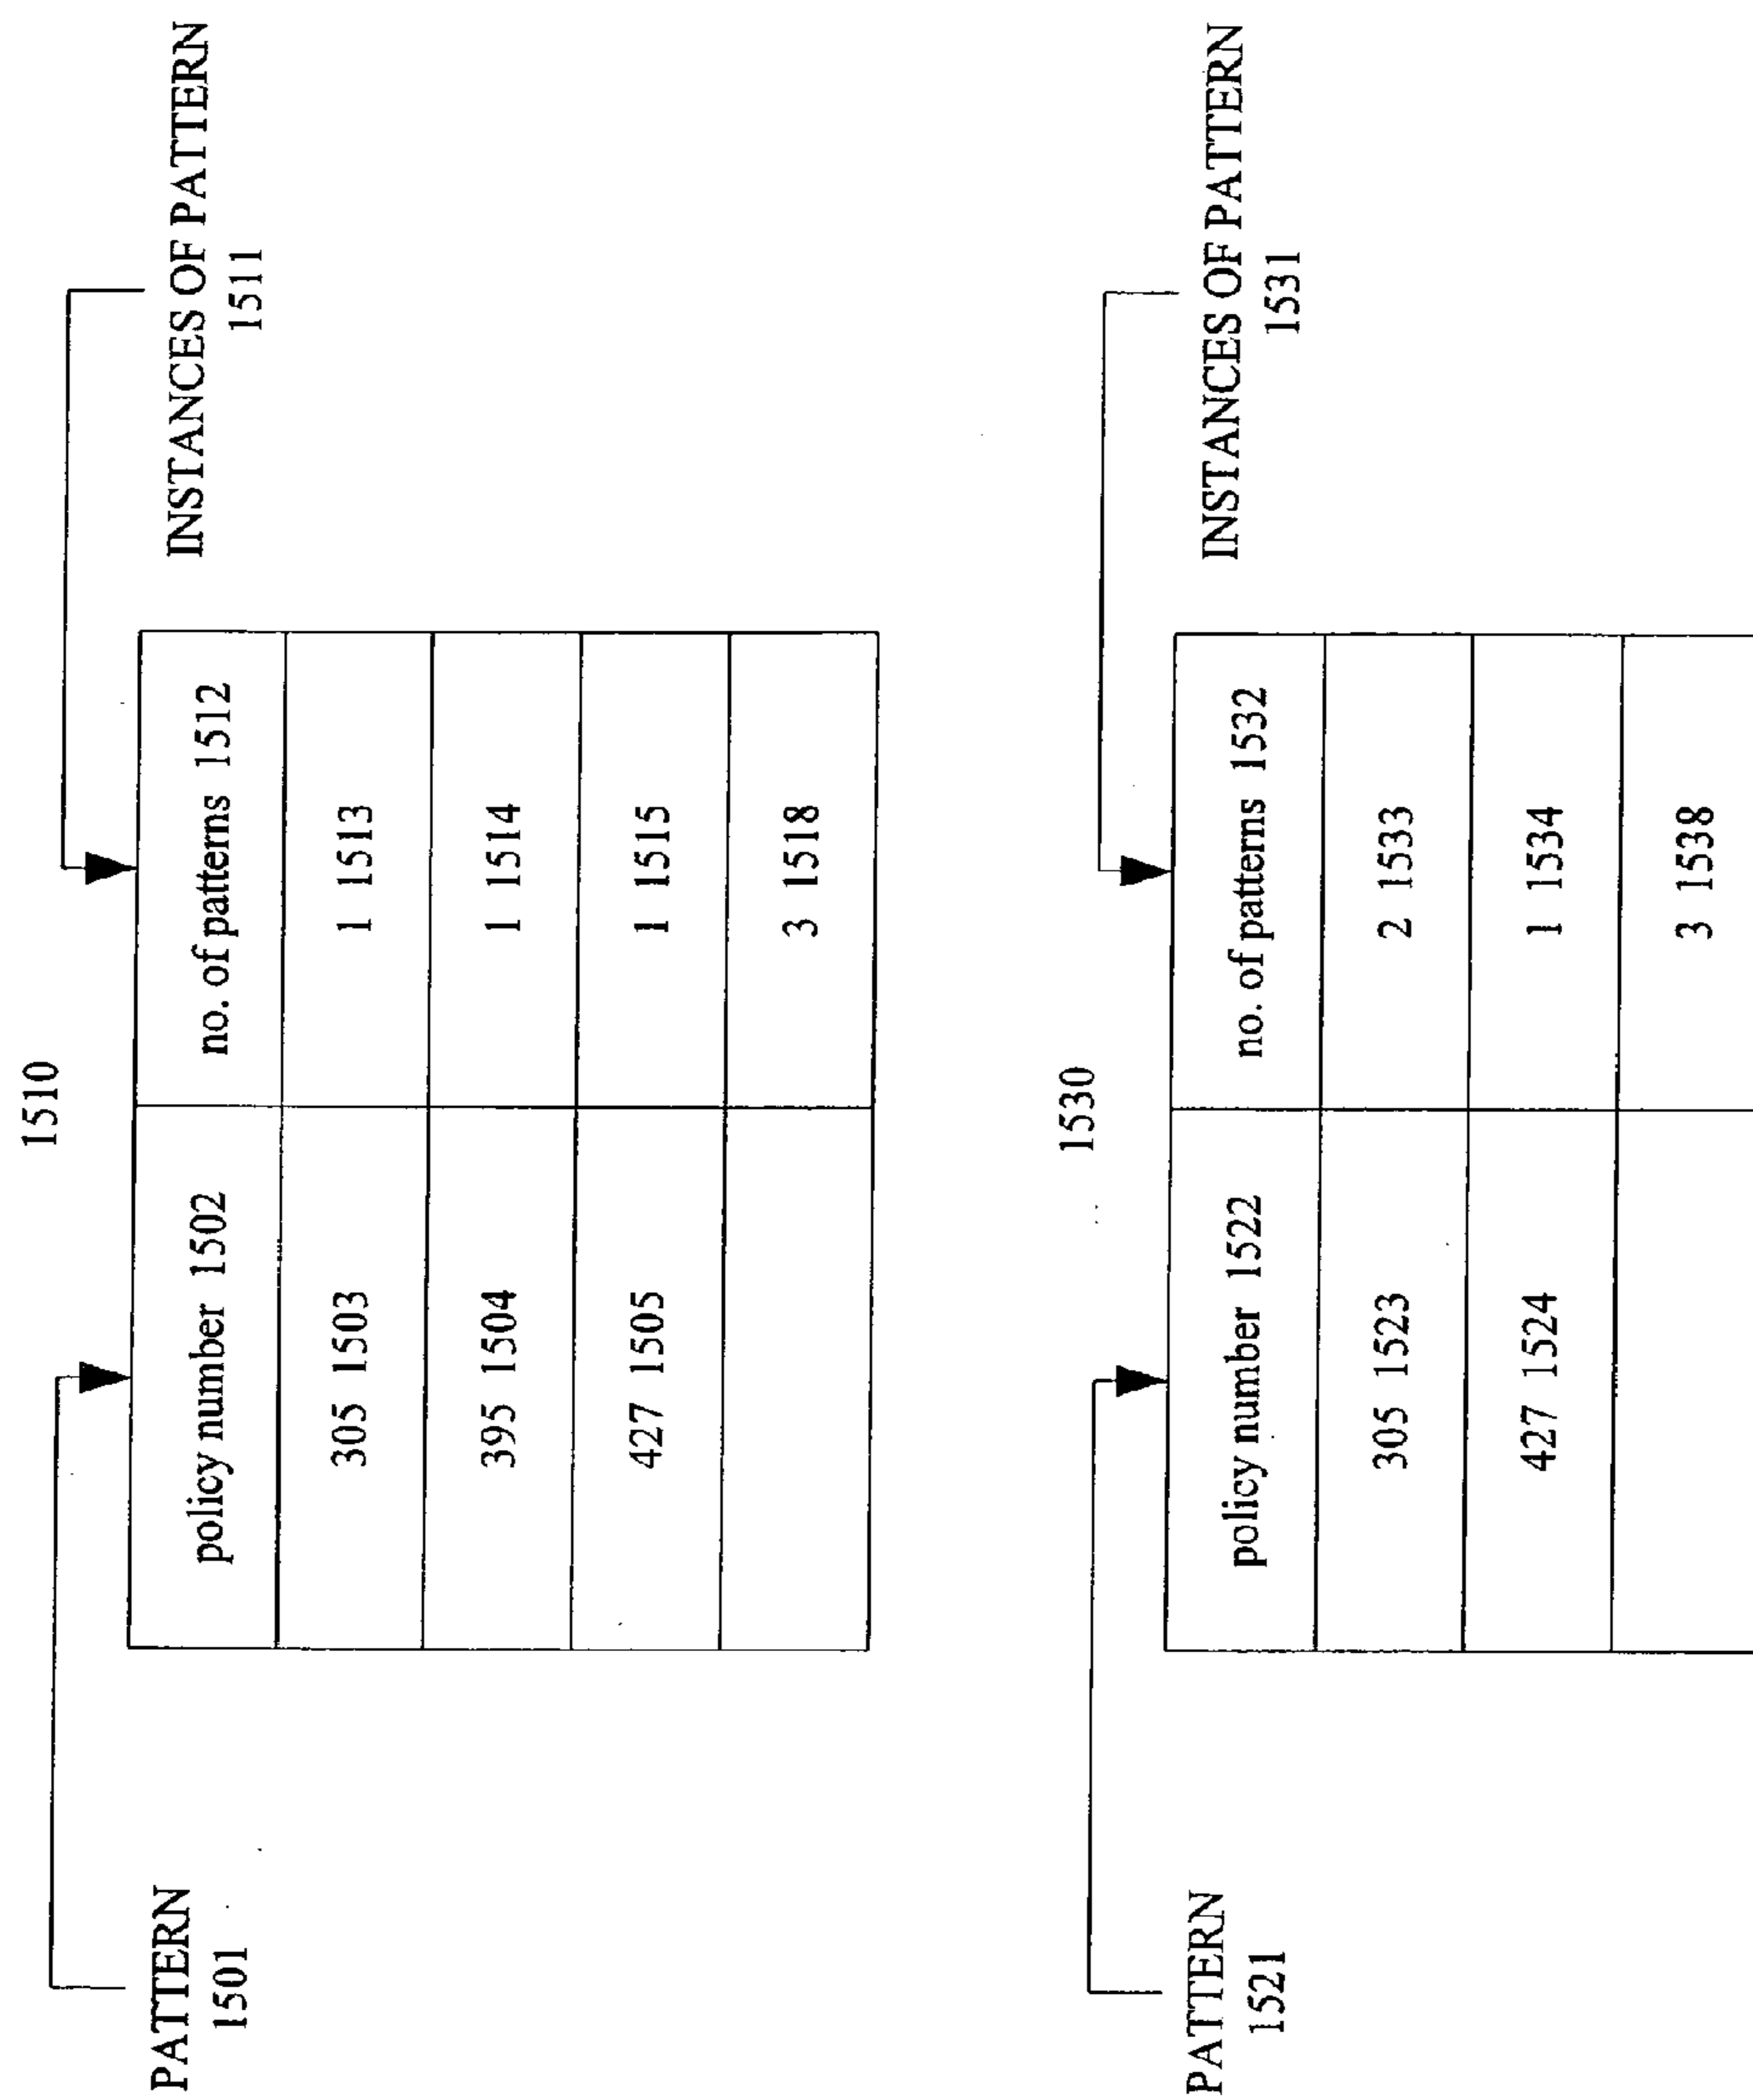 1510
PATTERN
1501
INSTANCES OF PATTERN
1511
policy number 1502 no. of patterns 1512
305 1503 1 1513
395 1504 1 1514
427 1505 1 1515
3 1518
1530
PATTERN
1521
INSTANCES OF PATTERN
1531
policy number 1522 no. of patterns 1532
305 1523 2 1533
427 1524 1 1534
3 1538